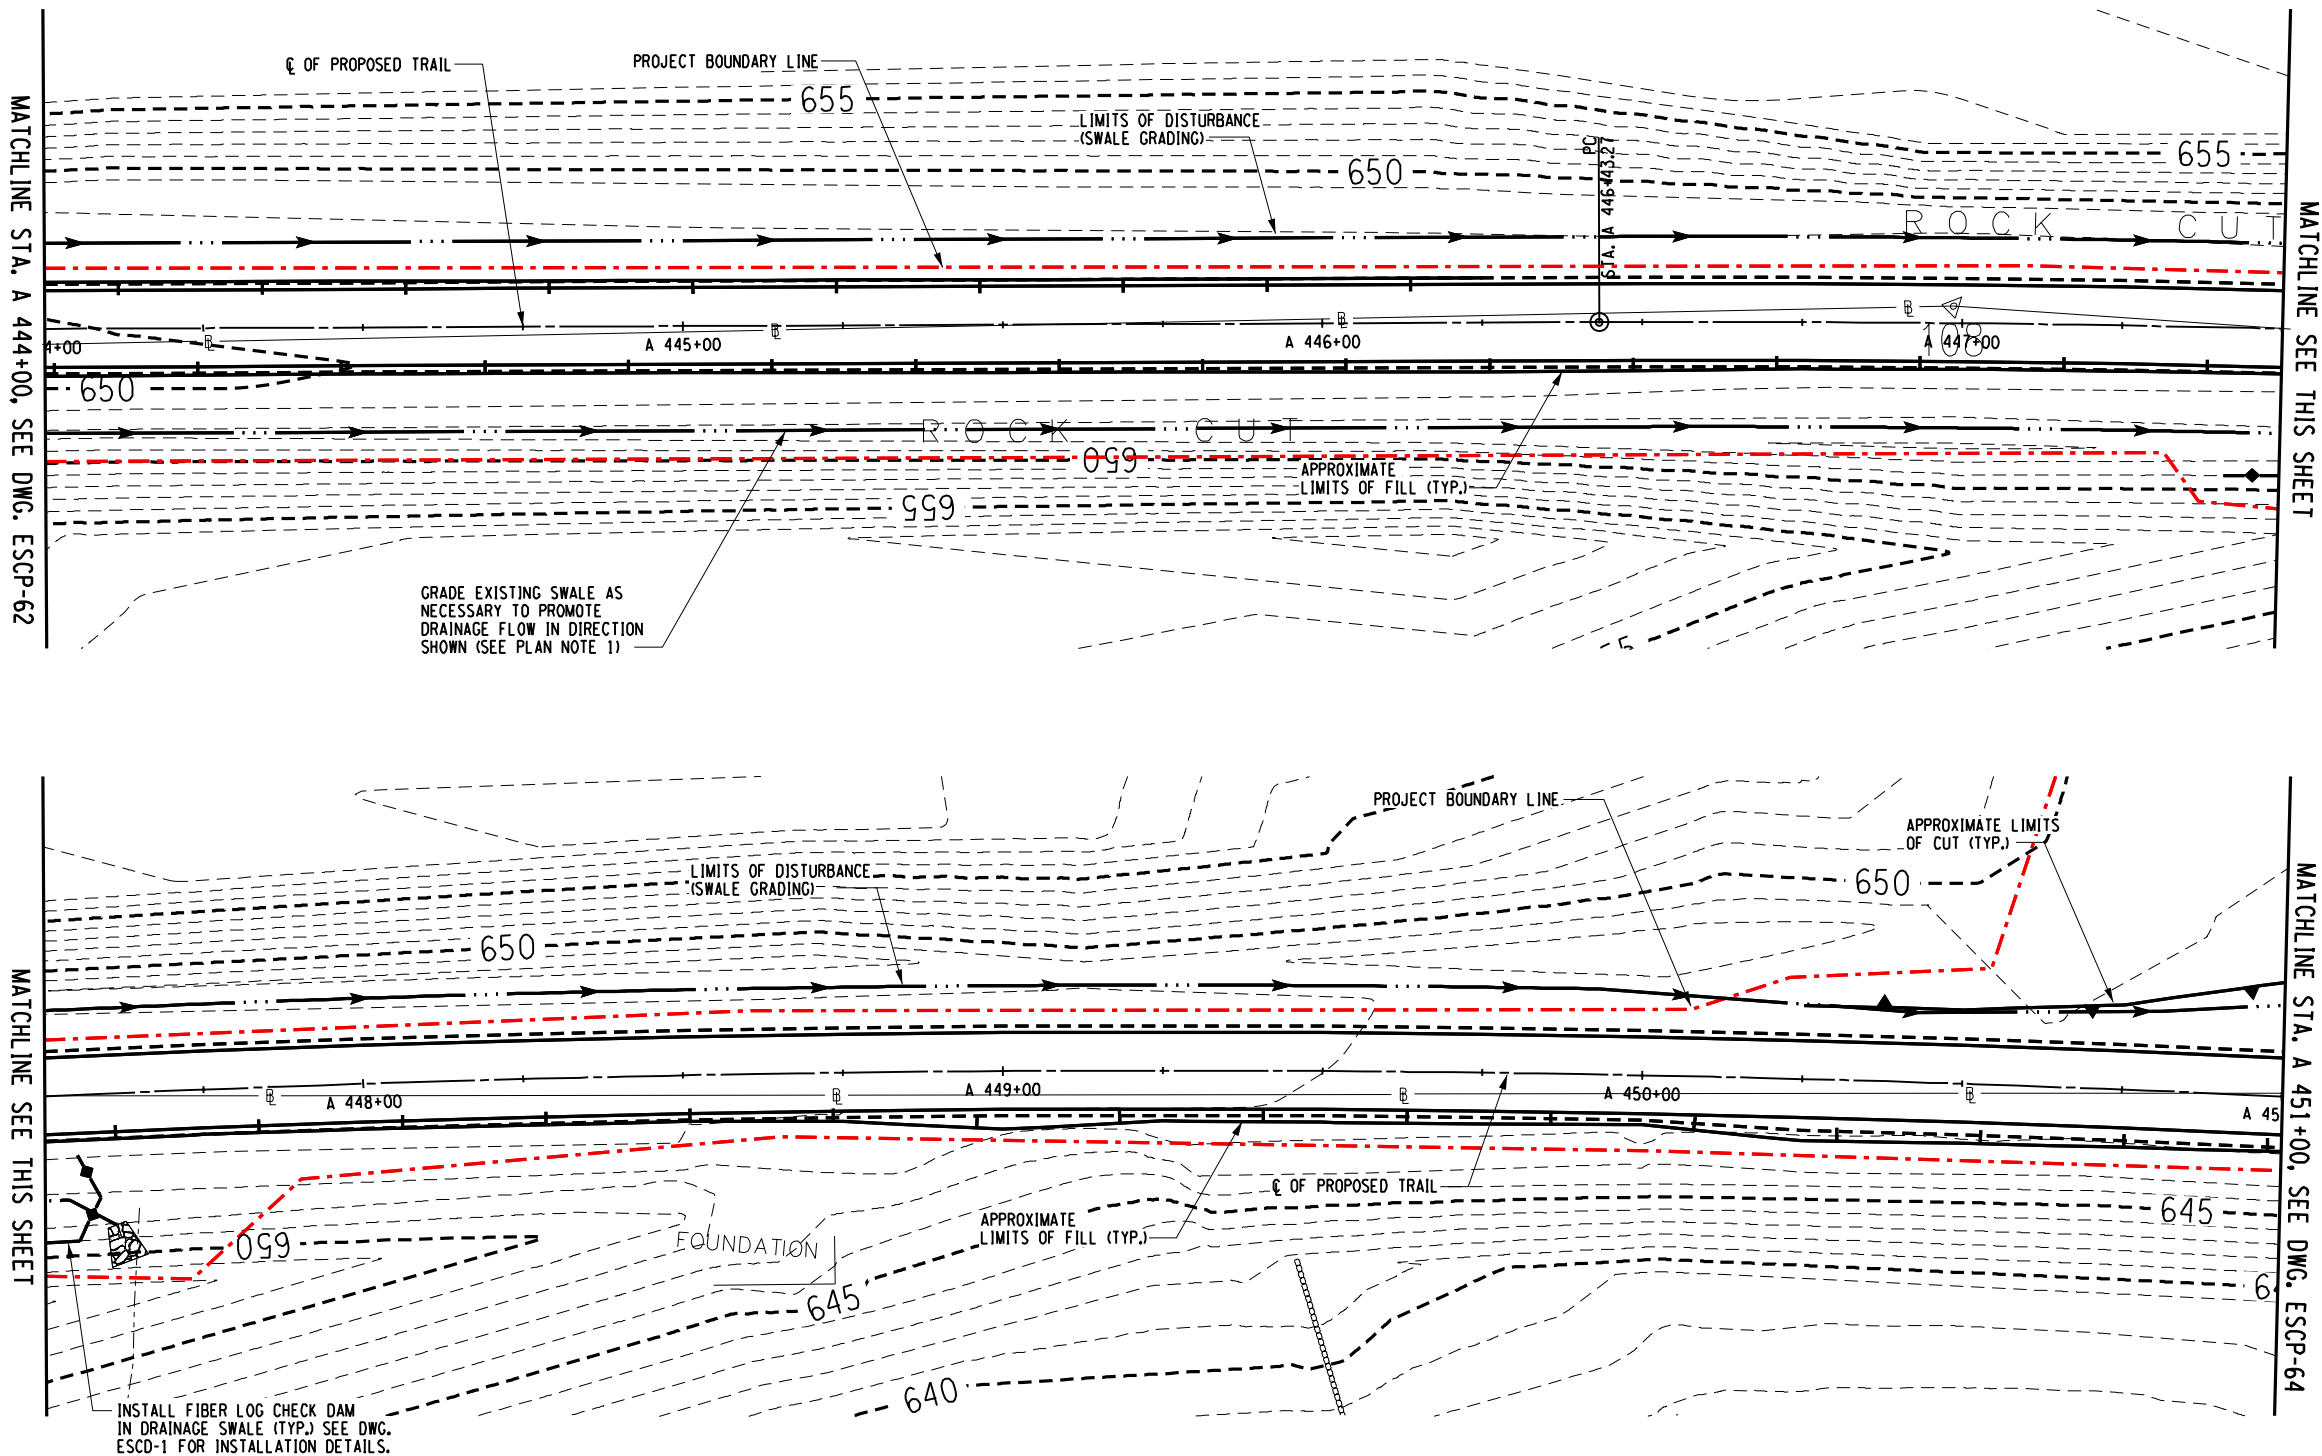 ℄ OF PROPOSED TRAIL
PROJECT BOUNDARY LINE
655
LIMITS OF DISTURBANCE
(SWALE GRADING)
650
PC
STA. A 446+43.27
655
ROCK CUT
MATCHLINE STA. A 444+00, SEE DWG. ESCP-62
MATCHLINE SEE THIS SHEET
4+00
A 445+00
A 446+00
A 447+00
108
650
ROCK CUT
650
655
APPROXIMATE
LIMITS OF FILL (TYP.)
GRADE EXISTING SWALE AS
NECESSARY TO PROMOTE
DRAINAGE FLOW IN DIRECTION
SHOWN (SEE PLAN NOTE 1)
PROJECT BOUNDARY LINE
APPROXIMATE LIMITS
OF CUT (TYP.)
LIMITS OF DISTURBANCE
(SWALE GRADING)
650
650
MATCHLINE SEE THIS SHEET
MATCHLINE STA. A 451+00, SEE DWG. ESCP-64
A 448+00
A 449+00
A 450+00
A 45
℄ OF PROPOSED TRAIL
APPROXIMATE
LIMITS OF FILL (TYP.)
645
650
FOUNDATION
645
64
640
INSTALL FIBER LOG CHECK DAM
IN DRAINAGE SWALE (TYP.) SEE DWG.
ESCD-1 FOR INSTALLATION DETAILS.